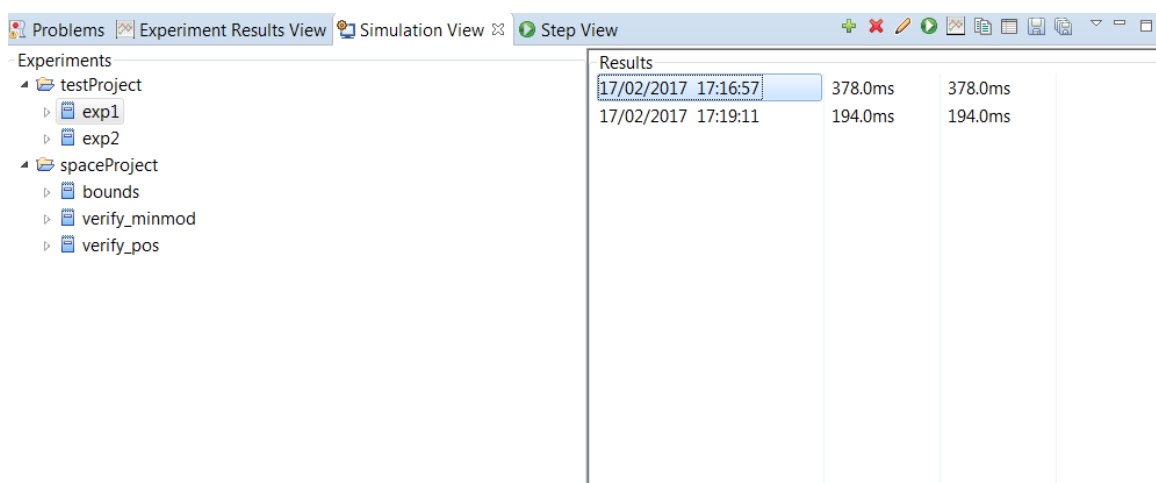 Problems Experiment Results View Simulation View Step View
Experiments
testProject
exp1
exp2
spaceProject
bounds
verify_minmod
verify_pos
Results
17/02/2017 17:16:57 378.0ms 378.0ms
17/02/2017 17:19:11 194.0ms 194.0ms